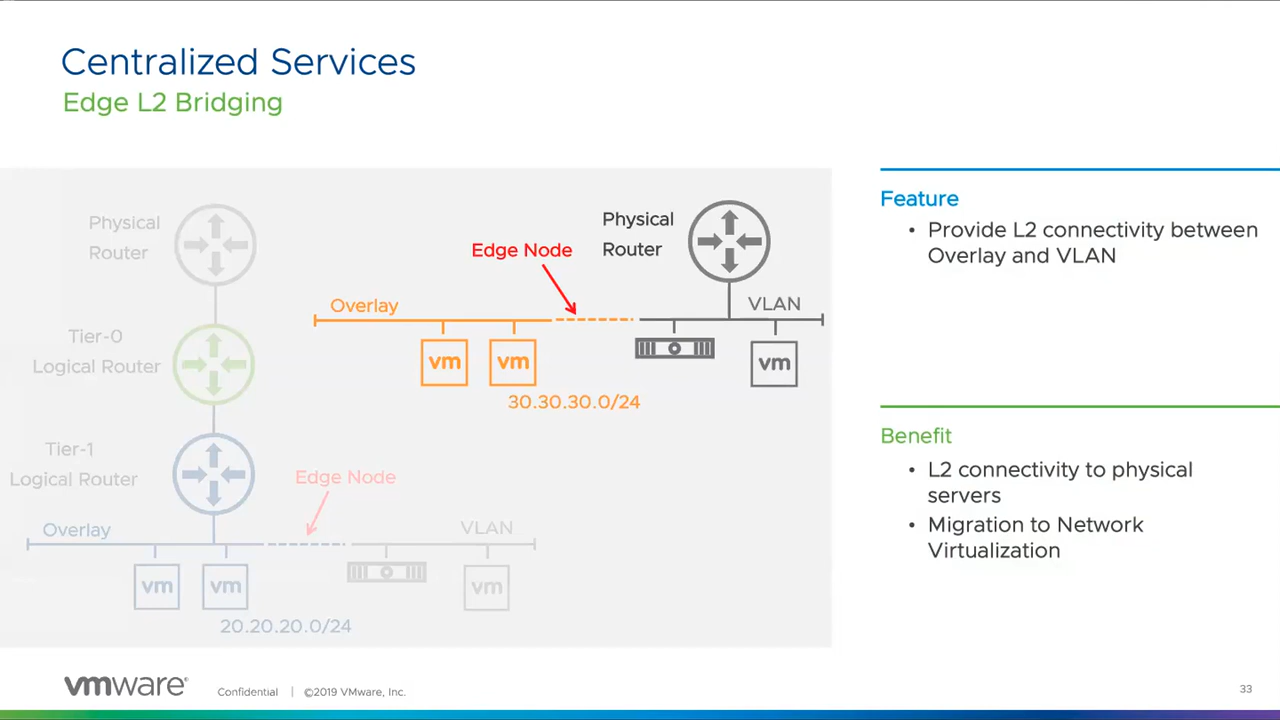 Centralized Services
Edge L2 Bridging
Physical
Router
Tier-0
Logical Router
Tier-1
Logical Router
Overlay
Edge Node
VLAN
vm
vm
vm
20.20.20.0/24
Edge Node
Physical
Router
Overlay
VLAN
vm
vm
vm
30.30.30.0/24
Feature
• Provide L2 connectivity between
Overlay and VLAN
Benefit
• L2 connectivity to physical
servers
• Migration to Network
Virtualization
vmware®
Confidential | ©2019 VMware, Inc.
33